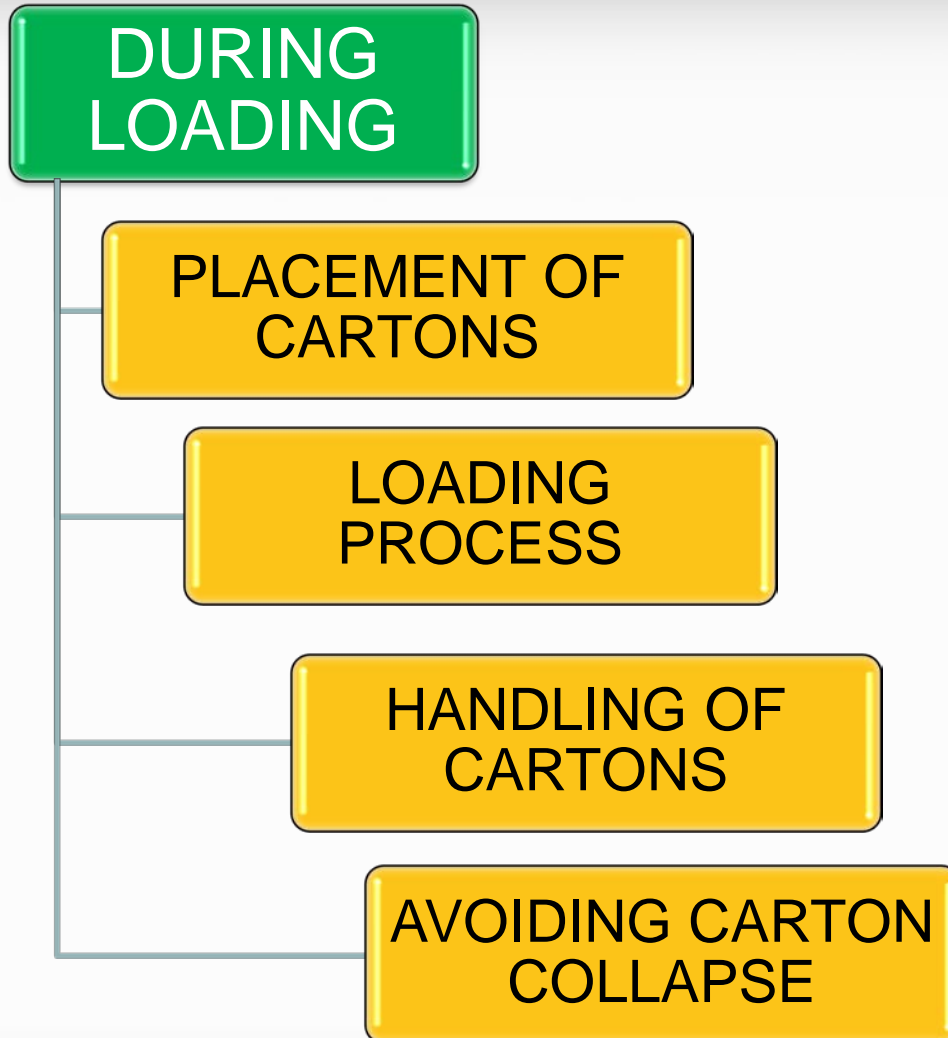 DURING
LOADING
PLACEMENT OF
CARTONS
LOADING
PROCESS
HANDLING OF
CARTONS
AVOIDING CARTON
COLLAPSE